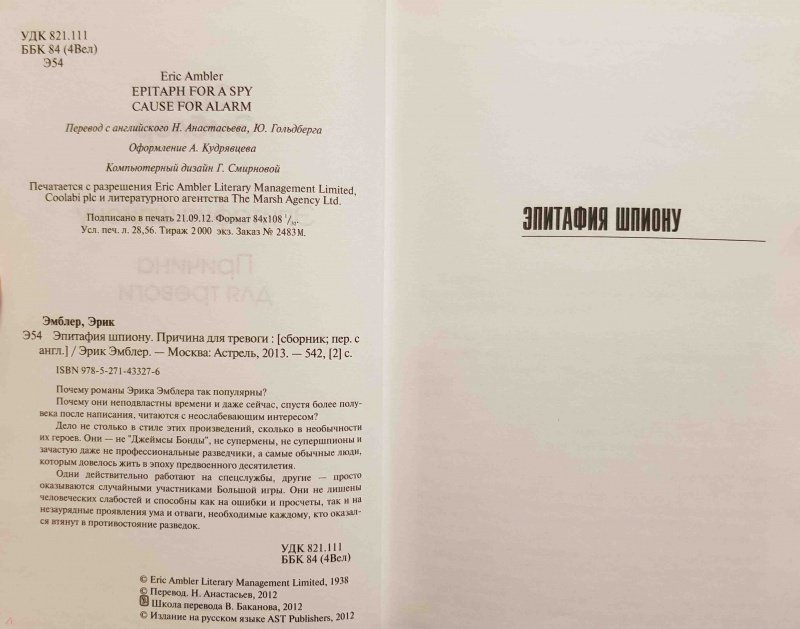 УДК 821.111
ББК 84 (4Вел)
Э54
Eric Ambler
EPITAPH FOR A SPY
CAUSE FOR ALARM
Перевод с английского Н. Анастасьева, Ю. Гольдберга
Оформление А. Кудрявцева
Компьютерный дизайн Г. Смирновой
Печатается с разрешения Eric Ambler Literary Management Limited,
Coolabi plc и литературного агентства The Marsh Agency Ltd.
Подписано в печать 21.09.12. Формат 84x108 1/32.
Усл. печ. л. 28,56. Тираж 2000 экз. Заказ № 2483 М.
Эмблер, Эрик
Э54 Эпитафия шпиону. Причина для тревоги : [сборник; пер. с
англ.] / Эрик Эмблер. — Москва: Астрель, 2013. — 542, [2] с.
ISBN 978-5-271-43327-6
Почему романы Эрика Эмблера так популярны?
Почему они неподвластны времени и даже сейчас, спустя более полу-
века после написания, читаются с неослабевающим интересом?
Дело не столько в стиле этих произведений, сколько в необычности
их героев. Они — не "Джеймсы Бонды", не супермены, не супершпионы и
зачастую даже не профессиональные разведчики, а самые обычные люди,
которым довелось жить в эпоху предвоенного десятилетия.
Одни действительно работают на спецслужбы, другие — просто
оказываются случайными участниками Большой игры. Они не лишены
человеческих слабостей и способны как на ошибки и просчеты, так и на
незаурядные проявления ума и отваги, необходимые каждому, кто оказал-
ся втянут в противостояние разведок.
УДК 821.111
ББК 84 (4Вел)
© Eric Ambler Literary Management Limited, 1938
© Перевод. Н. Анастасьев, 2012
Школа перевода В. Баканова, 2012
© Издание на русском языке AST Publishers, 2012
ЭПИТАФИЯ ШПИОНУ